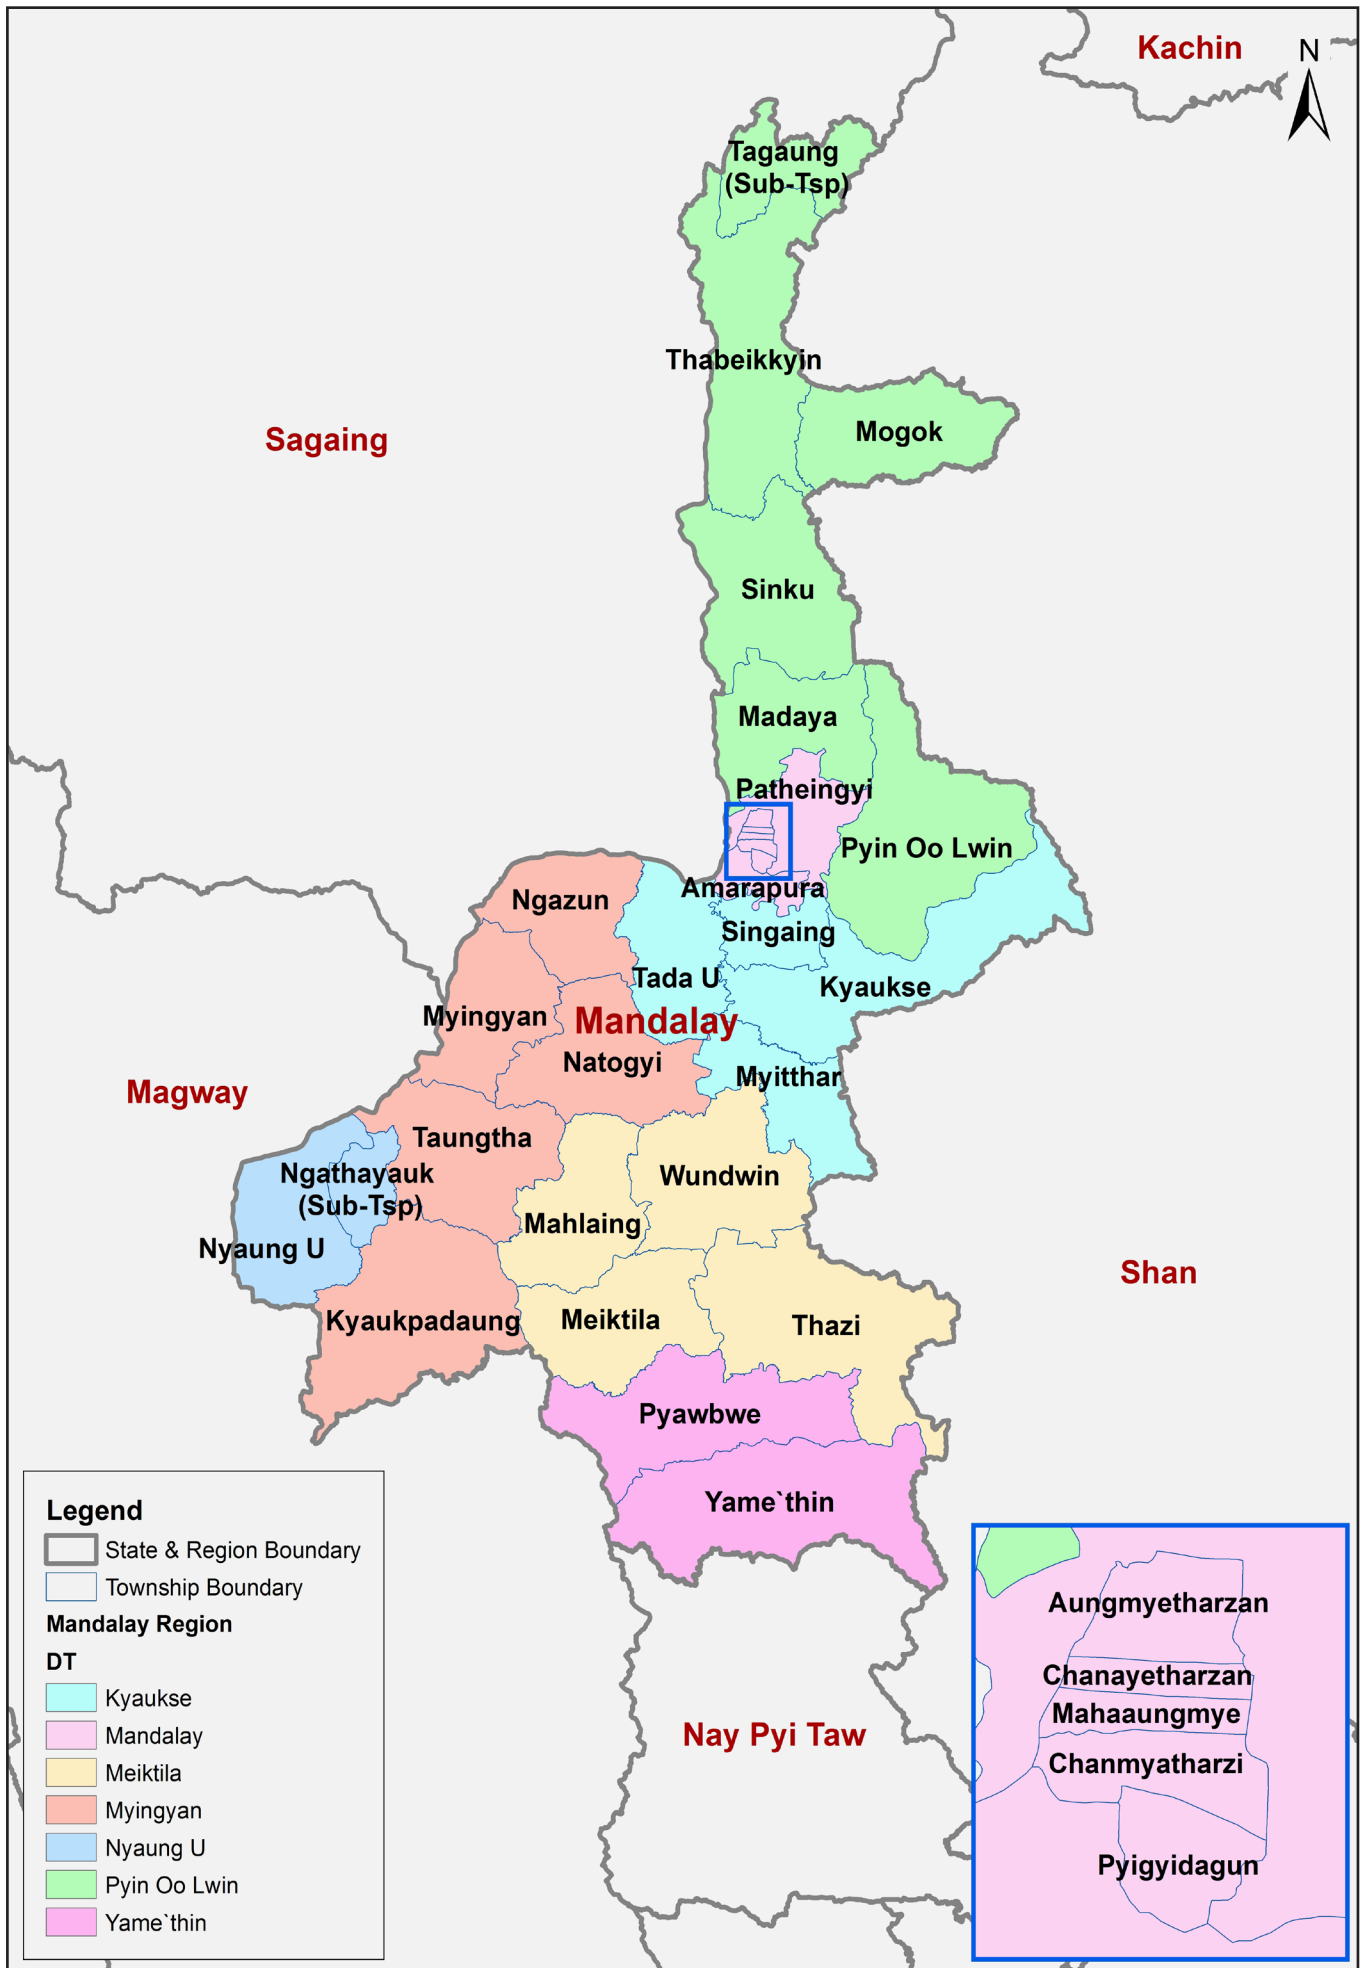 Kachin
N
Tagaung
(Sub-Tsp)
Thabeikkyin
Mogok
Sagaing
Sinku
Madaya
Patheingyi
Pyin Oo Lwin
Amarapura
Ngazun
Singaing
Tada U
Kyaukse
Myingyan
Mandalay
Natogyi
Myitthar
Magway
Taungtha
Ngathayauk
(Sub-Tsp)
Wundwin
Mahlaing
Nyaung U
Shan
Kyaukpadaung
Meiktila
Thazi
Pyawbwe
Yame`thin
Nay Pyi Taw
Legend
State & Region Boundary
Township Boundary
Mandalay Region
DT
Kyaukse
Mandalay
Meiktila
Myingyan
Nyaung U
Pyin Oo Lwin
Yame`thin
Aungmyetharzan
Chanayetharzan
Mahaaungmye
Chanmyatharzi
Pyigyidagun